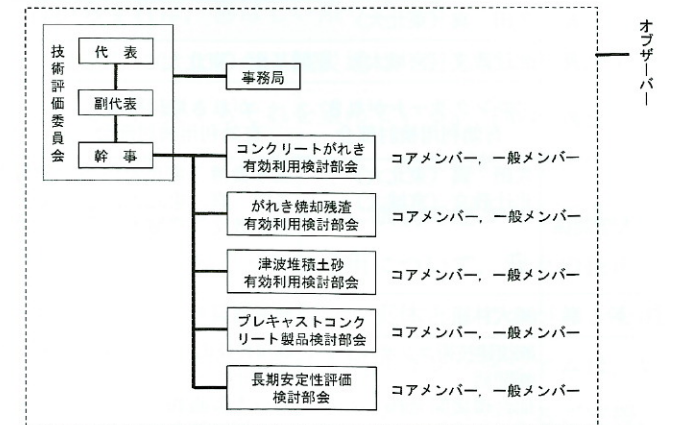 技術評価委員会
代　表
副代表
幹　事
事務局
オブザーバー
コンクリートがれき
有効利用検討部会
コアメンバー，一般メンバー
がれき焼却残渣
有効利用検討部会
コアメンバー，一般メンバー
津波堆積土砂
有効利用検討部会
コアメンバー，一般メンバー
プレキャストコンク
リート製品検討部会
コアメンバー，一般メンバー
長期安定性評価
検討部会
コアメンバー，一般メンバー